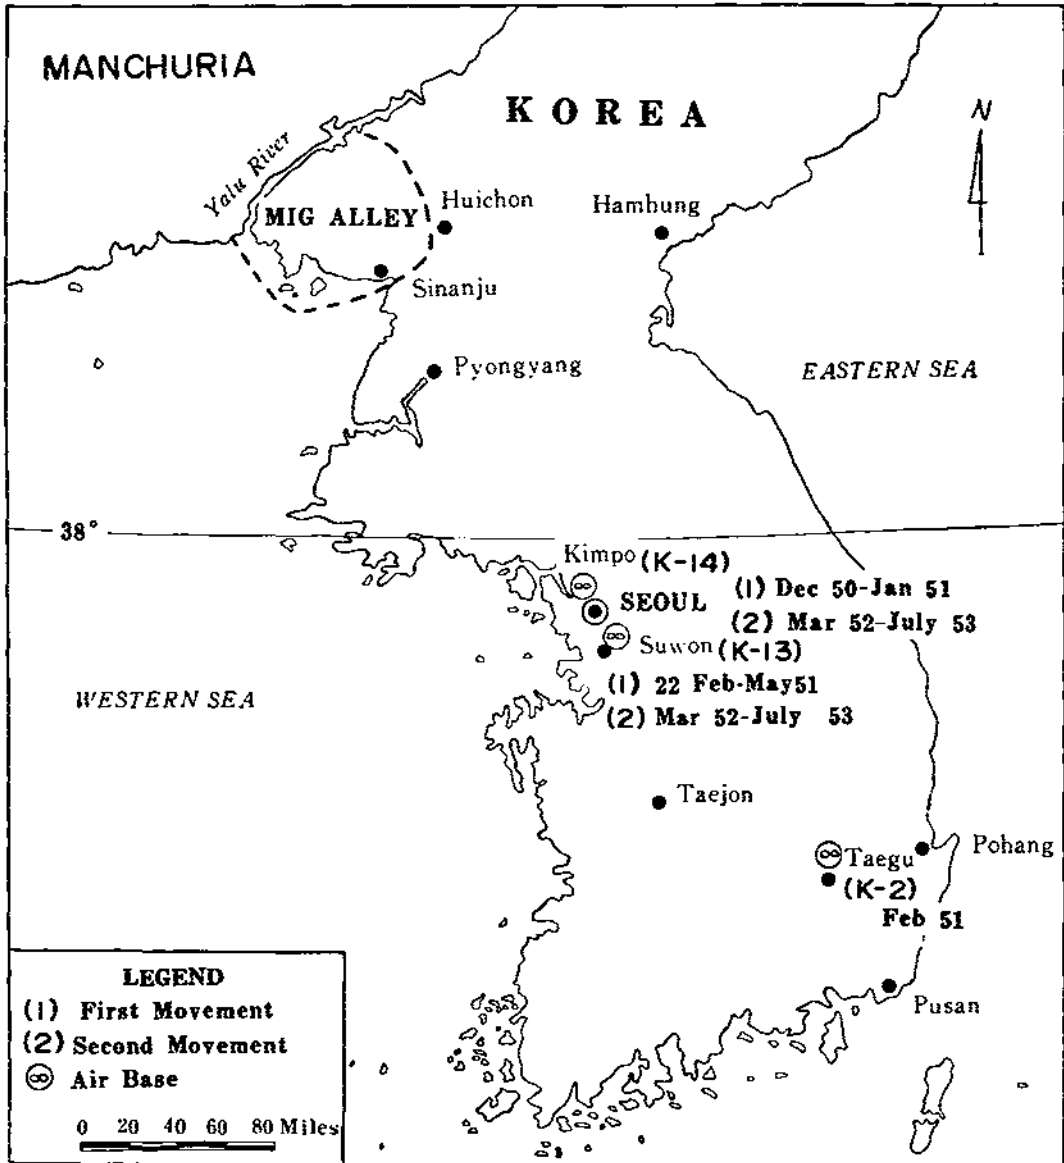 MANCHURIA
KOREA
N
Yalu River
MIG ALLEY
Huichon
Hambung
Sinanju
Pyongyang
EASTERN SEA
38°
Kimpo (K-14)
SEOUL
(1) Dec 50-Jan 51
(2) Mar 52-July 53
Suwon (K-13)
(1) 22 Feb-May51
(2) Mar 52-July 53
WESTERN SEA
Taejon
Taegu
(K-2)
Feb 51
Pohang
Pusan
LEGEND
(1) First Movement
(2) Second Movement
Air Base
0 20 40 60 80 Miles